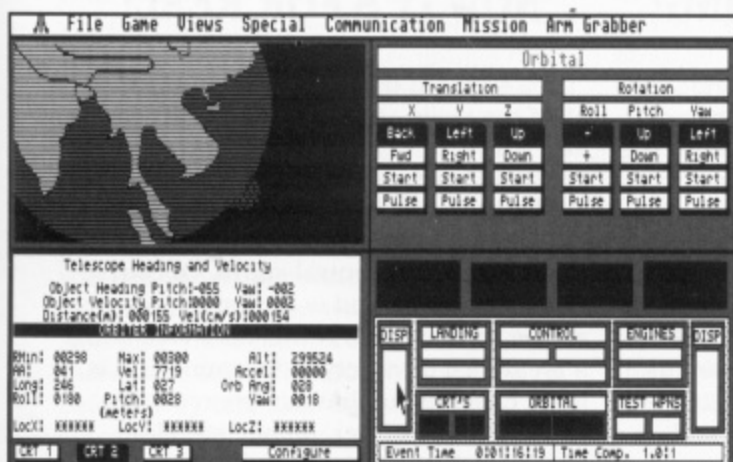 File Game Views Special Communication Mission Arm Grabber
Orbital
Translation
X Y Z
Back Left Up
Fwd Right Down
Start Start Start
Pulse Pulse Pulse
Rotation
Roll Pitch Yaw
- Up Left
+ Down Right
Start Start Start
Pulse Pulse Pulse
Telescope Heading and Velocity
Object Heading Pitch:-055 Yaw: -002
Object Velocity Pitch:0000 Yaw: 0002
Distance(m): 000155 Vel(cm/s):000154
ORBITER INFORMATION
RMin: 00298 Max: 00300 Alt: 299524
AA: 041 Vel: 7719 Accel: 00000
Long: 246 Lat: 027 Orb Ang: 028
Roll: 0180 Pitch: 0028 Yaw: 0018
(meters)
LocX: ****** LocY: ****** LocZ: ******
CRT 1 CRT 2 CRT 3 Configure
DISP LANDING CONTROL ENGINES DISP
CRT'S ORBITAL TEST WPNS
Event Time 0:01:16:19 Time Comp. 1.0:1